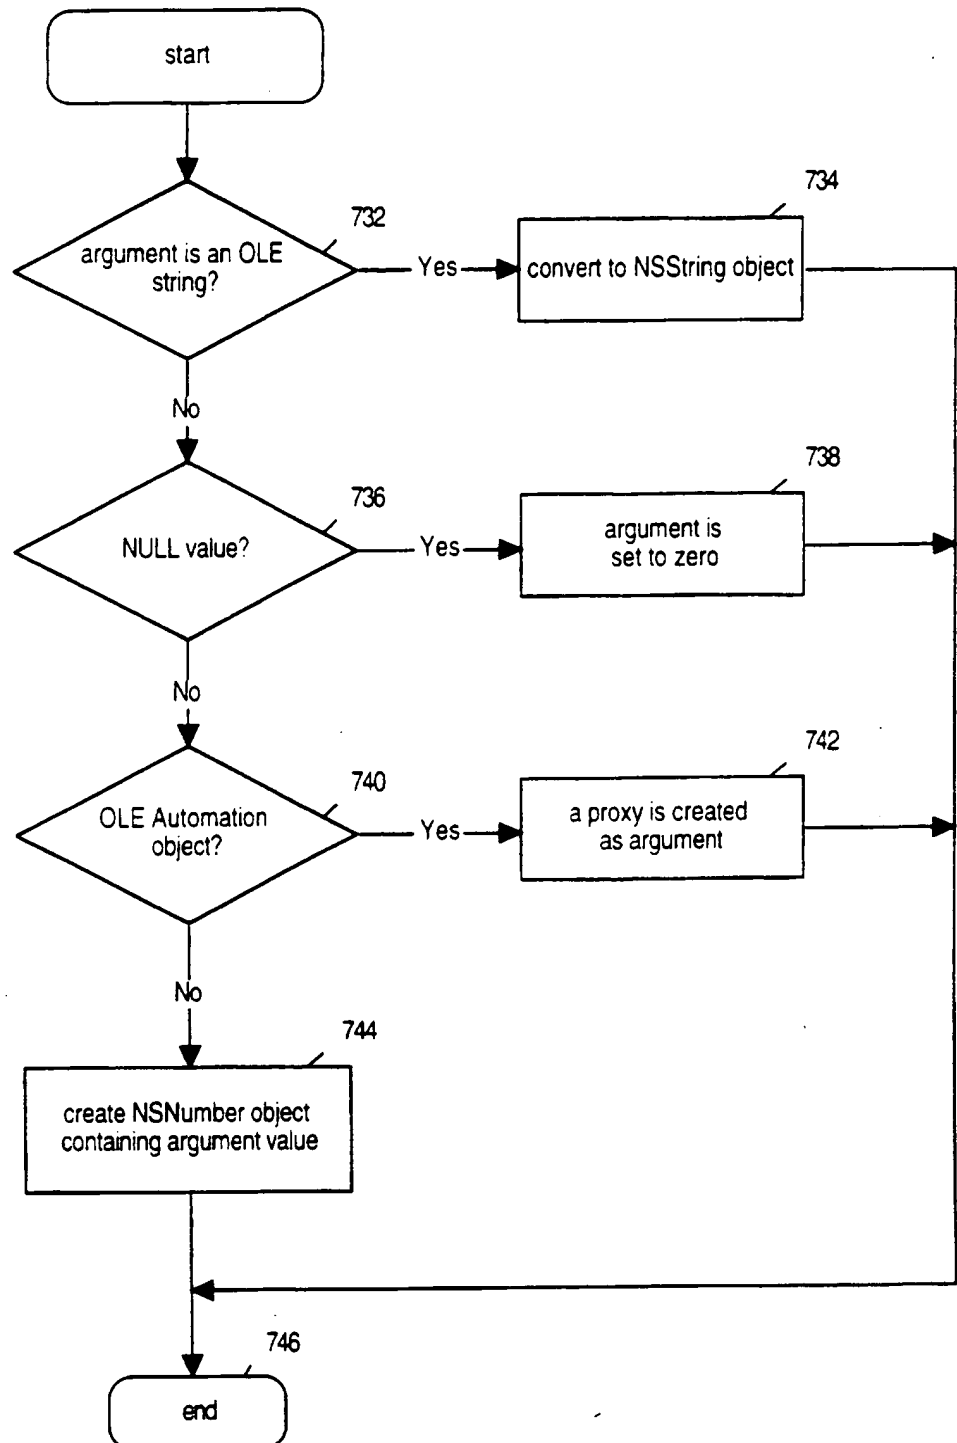 start
732
argument is an OLE
string?
Yes
734
convert to NSString object
No
736
NULL value?
Yes
738
argument is
set to zero
No
740
OLE Automation
object?
Yes
742
a proxy is created
as argument
No
744
create NSNumber object
containing argument value
746
end